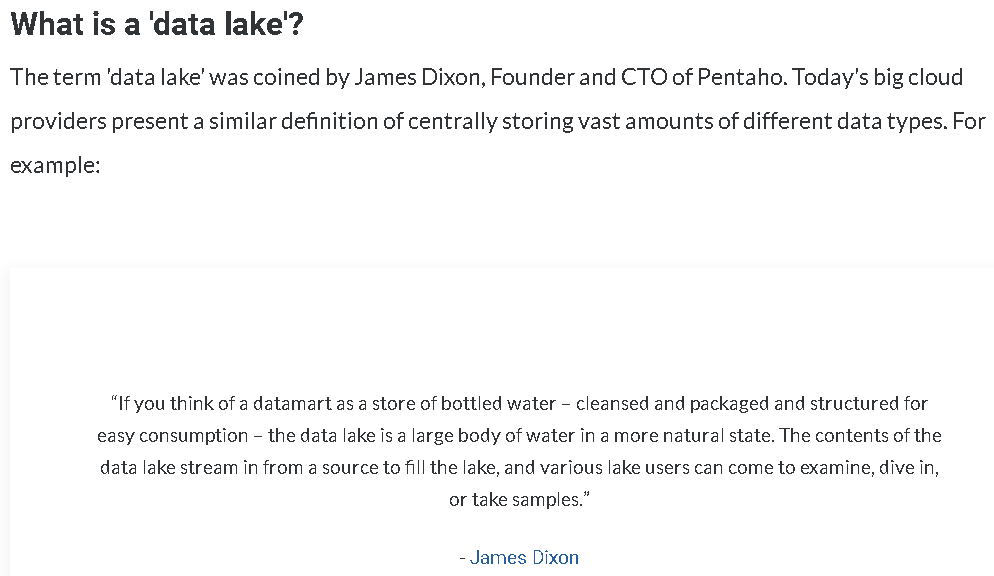 What is a 'data lake'?
The term 'data lake' was coined by James Dixon, Founder and CTO of Pentaho. Today's big cloud
providers present a similar definition of centrally storing vast amounts of different data types. For
example:
“If you think of a datamart as a store of bottled water – cleansed and packaged and structured for
easy consumption – the data lake is a large body of water in a more natural state. The contents of the
data lake stream in from a source to fill the lake, and various lake users can come to examine, dive in,
or take samples.”
- James Dixon